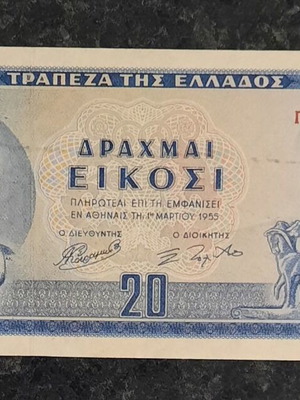 ΤΡΑΠΕΖΑ ΤΗΣ ΕΛΛΑΔΟΣ
ΔΡΑΧΜΑΙ
ΕΙΚΟΣΙ
ΠΛΗΡΩΤΕΑΙ ΕΠΙ ΤΗ ΕΜΦΑΝΙΣΕΙ
ΕΝ ΑΘΗΝΑΙΣ ΤΗ, 1Η ΜΑΡΤΙΟΥ 1955
Ο ΔΙΕΥΘΥΝΤΗΣ Ο ΔΙΟΙΚΗΤΗΣ
20